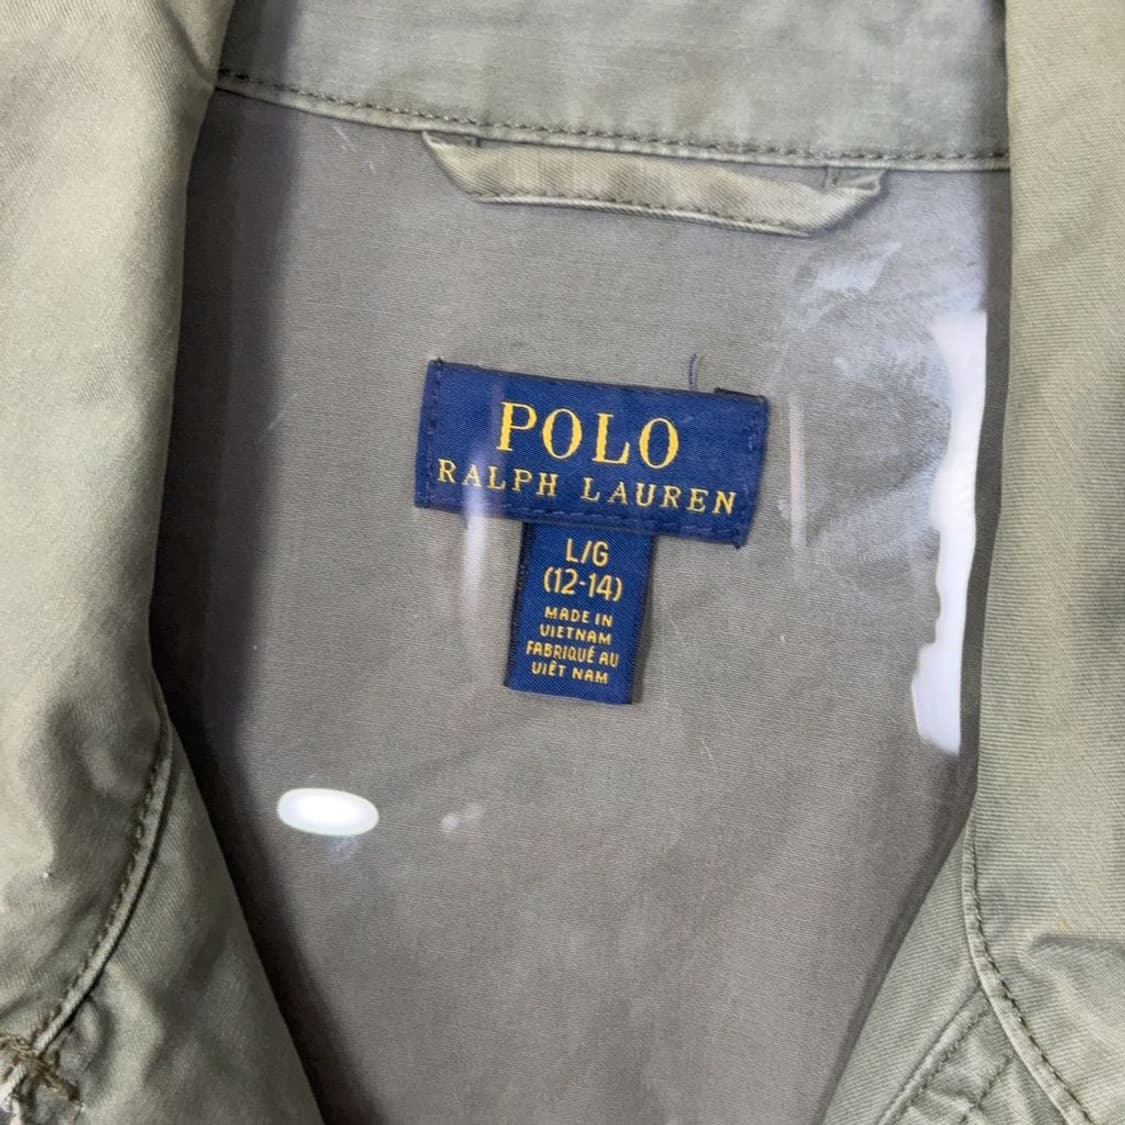 POLO
RALPH LAUREN
L/G
(12-14)
MADE IN
VIETNAM
FABRIQUÉ AU
VIÊT NAM